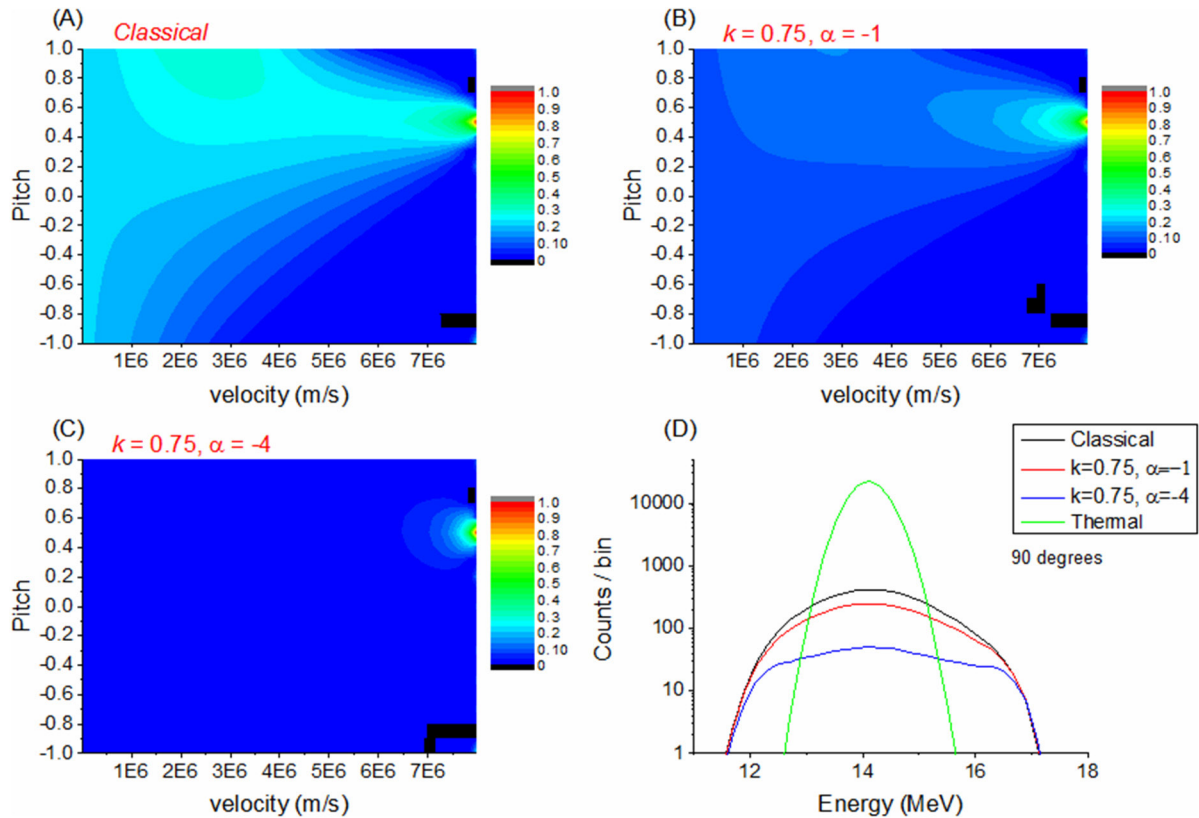 (A)
Classical
Pitch
1.0
0.8
0.6
0.4
0.2
0.0
-0.2
-0.4
-0.6
-0.8
-1.0
1E6 2E6 3E6 4E6 5E6 6E6 7E6
velocity (m/s)
1.0
0.9
0.8
0.7
0.6
0.5
0.4
0.3
0.2
0.10
0
(B)
k = 0.75, α = -1
Pitch
1.0
0.8
0.6
0.4
0.2
0.0
-0.2
-0.4
-0.6
-0.8
-1.0
1E6 2E6 3E6 4E6 5E6 6E6 7E6
velocity (m/s)
1.0
0.9
0.8
0.7
0.6
0.5
0.4
0.3
0.2
0.10
0
(C)
k = 0.75, α = -4
Pitch
1.0
0.8
0.6
0.4
0.2
0.0
-0.2
-0.4
-0.6
-0.8
-1.0
1E6 2E6 3E6 4E6 5E6 6E6 7E6
velocity (m/s)
1.0
0.9
0.8
0.7
0.6
0.5
0.4
0.3
0.2
0.10
0
(D)
Classical
k=0.75, α=-1
k=0.75, α=-4
Thermal
90 degrees
Counts / bin
10000
1000
100
10
1
12 14 16 18
Energy (MeV)